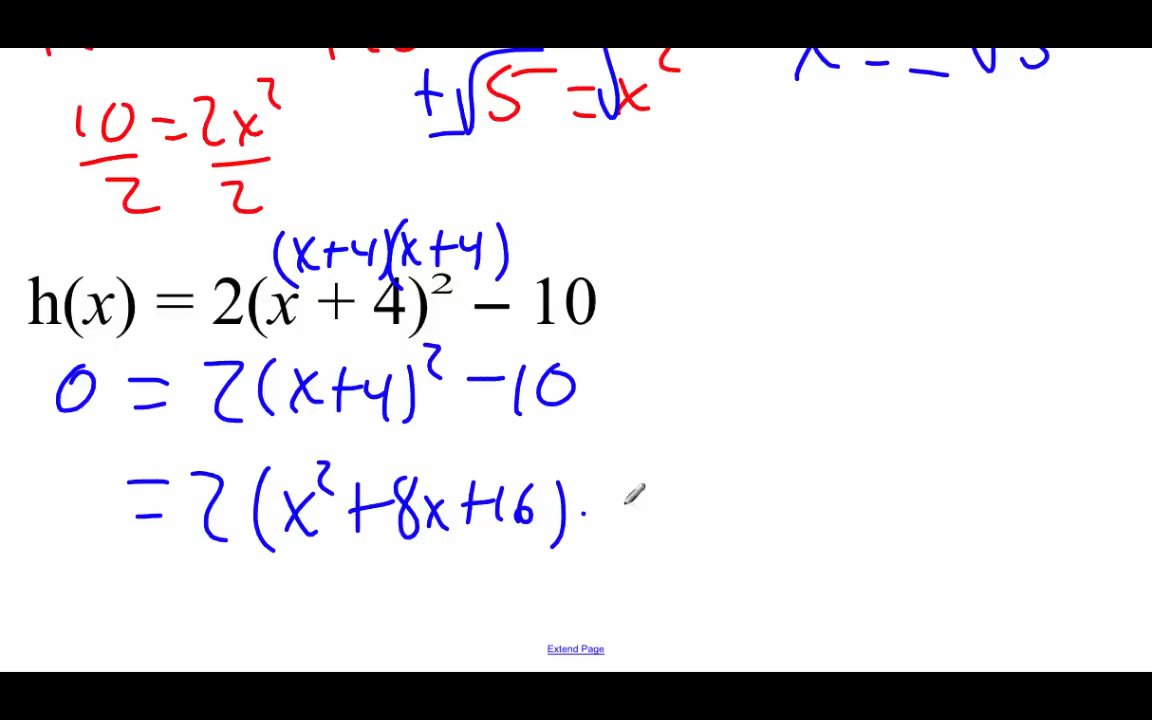 ±√5 = √x²
10 = 2x²
2 2
(x+4)(x+4)
h(x) = 2(x + 4)² – 10
0 = 2(x+4)² -10
= 2(x²+8x+16)
Extend Page